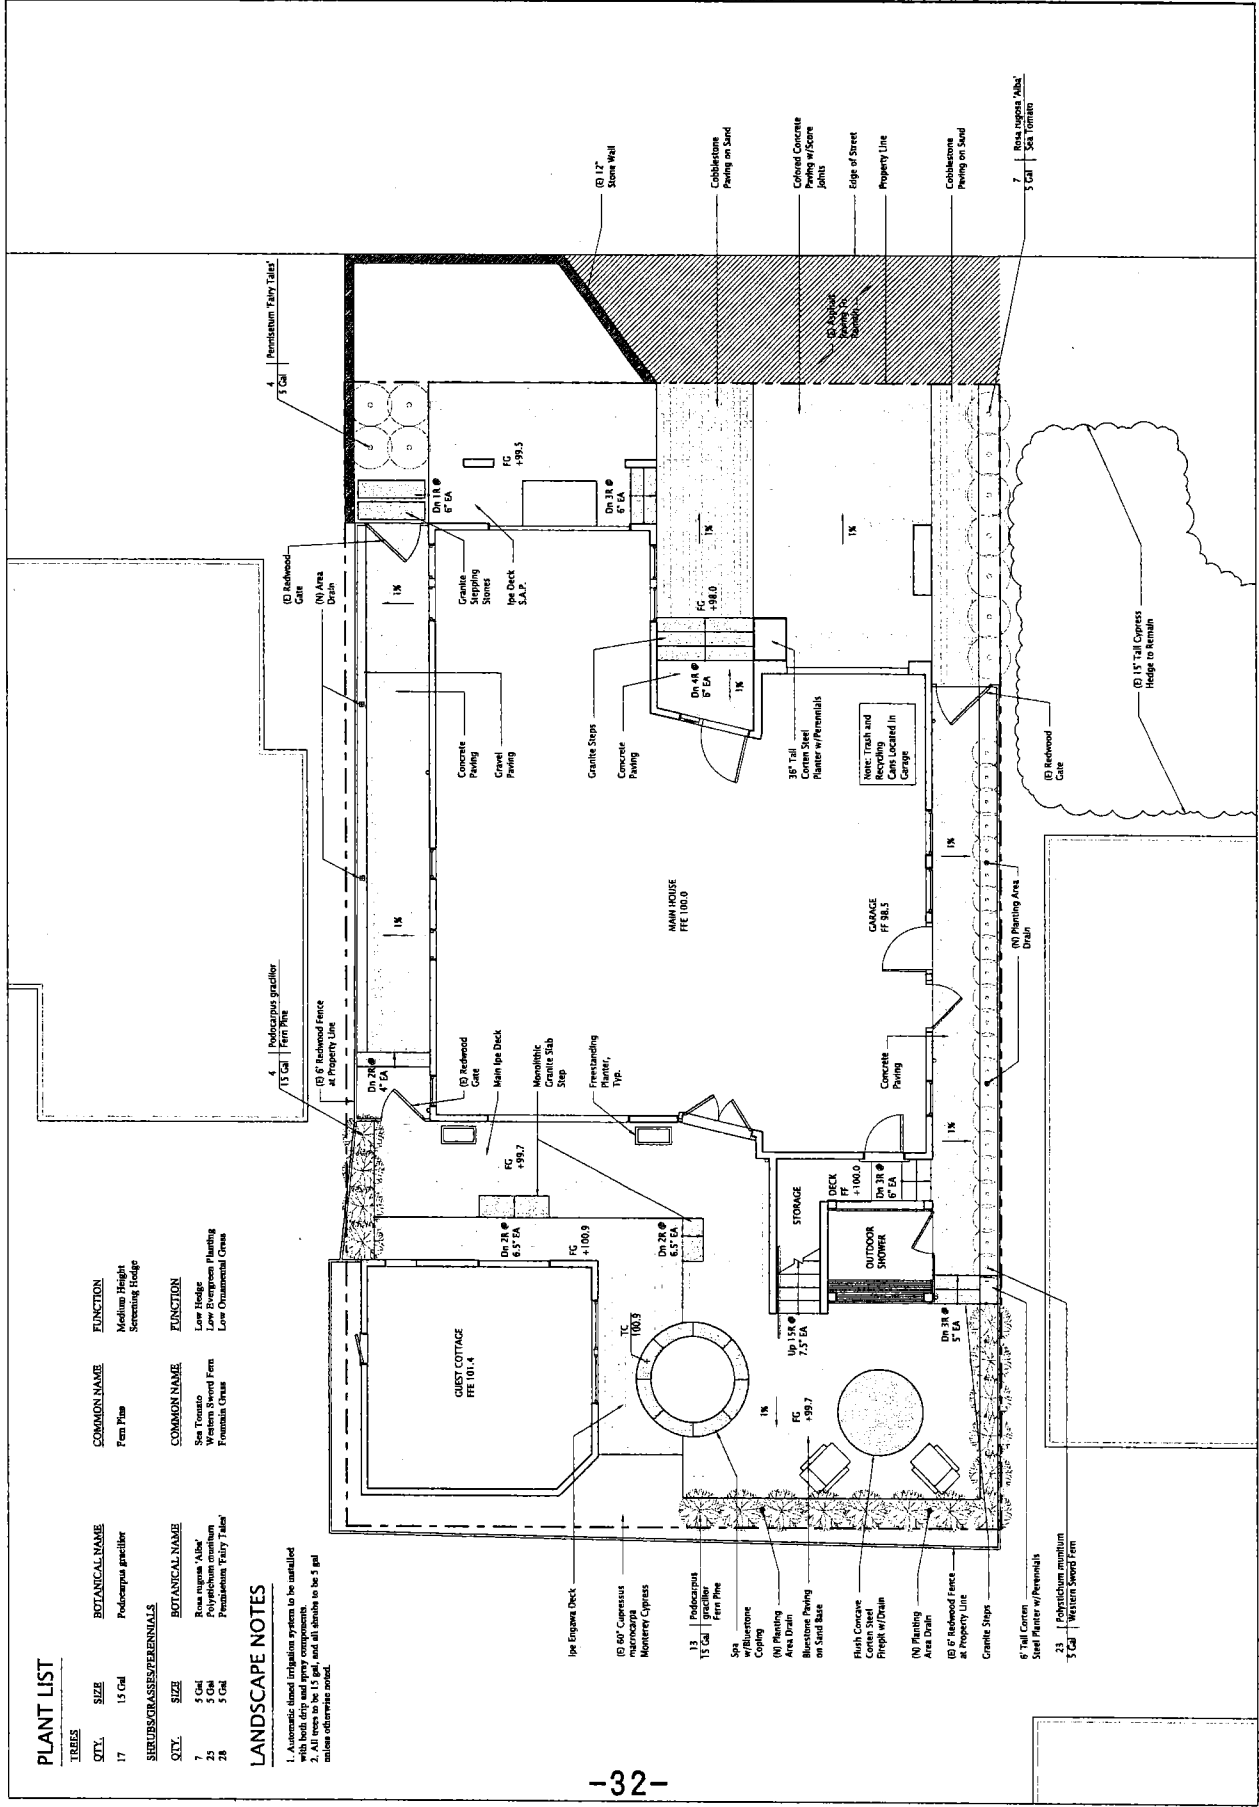 PLANT LIST
TREES
QTY. SIZE BOTANICAL NAME COMMON NAME FUNCTION
17 15 Gal Podocarpus gracilior Fern Pine Medium Height
Screening Hedge
SHRUBS/GRASSES/PERENNIALS
QTY. SIZE BOTANICAL NAME COMMON NAME FUNCTION
7 5 Gal Rosa rugosa 'Alba' Sea Tomato Low Hedge
25 5 Gal Polystichum munitum Western Sword Fern Low Evergreen Planting
28 5 Gal Pennisetum 'Fairy Tales' Fountain Grass Low Ornamental Grass
LANDSCAPE NOTES
1. Automatic timed irrigation system to be installed
with both drip and spray components.
2. All trees to be 15 gal, and all shrubs to be 5 gal
unless otherwise noted.
4 Podocarpus gracilior
15 Gal Fern Pine
(E) 6' Redwood Fence
at Property Line
Dn 2R @
4" EA
(E) Redwood
Gate
Main Ipe Deck
Monolithic
Granite Slab
Step
Freestanding
Planter,
Typ.
FG
+99.7
Dn 2R @
6.5" EA
FG
+100.9
Dn 2R @
6.5" EA
GUEST COTTAGE
FFE 101.4
TC
100.9
STORAGE
DECK
FF
+100.0
Dn 3R @
6" EA
OUTDOOR
SHOWER
Up 15R @
7.5" EA
Dn 3R @
5" EA
1%
FG
+99.7
Ipe Engawa Deck
(E) 60" Cupressus
macrocarpa
Monterey Cypress
13 Podocarpus
15 Gal gracilior
Fern Pine
Spa
w/Bluestone
Coping
(N) Planting
Area Drain
Bluestone Paving
on Sand Base
Flush Concave
Corten Steel
Firepit w/Drain
(N) Planting
Area Drain
(E) 6' Redwood Fence
at Property Line
Granite Steps
6" Tall Corten
Steel Planter w/Perennials
23 Polystichum munitum
5 Gal Western Sword Fern
4 Pennisetum 'Fairy Tales'
5 Gal
(E) Redwood
Gate
(N) Area
Drain
1%
1%
Concrete
Paving
Gravel
Paving
Granite
Stepping
Stones
Ipe Deck
S.A.P.
Dn 1R @
6" EA
FG
+99.5
Dn 3R @
6" EA
Granite Steps
Concrete
Paving
Dn 4R @
6" EA
1%
FG
+98.0
1%
1%
36" Tall
Corten Steel
Planter w/Perennials
Note: Trash and
Recycling
Cans Located in
Garage
MAIN HOUSE
FFE 100.0
GARAGE
FF 98.5
Concrete
Paving
1%
1%
(N) Planting Area
Drain
(E) Redwood
Gate
(E) 15' Tall Cypress
Hedge to Remain
(E) 12"
Stone Wall
Cobblestone
Paving on Sand
Colored Concrete
Paving w/Score
Joints
Edge of Street
Property Line
(E) Asphalt
Paving To
Remain
Cobblestone
Paving on Sand
7 Rosa rugosa 'Alba'
5 Gal Sea Tomato
-32-